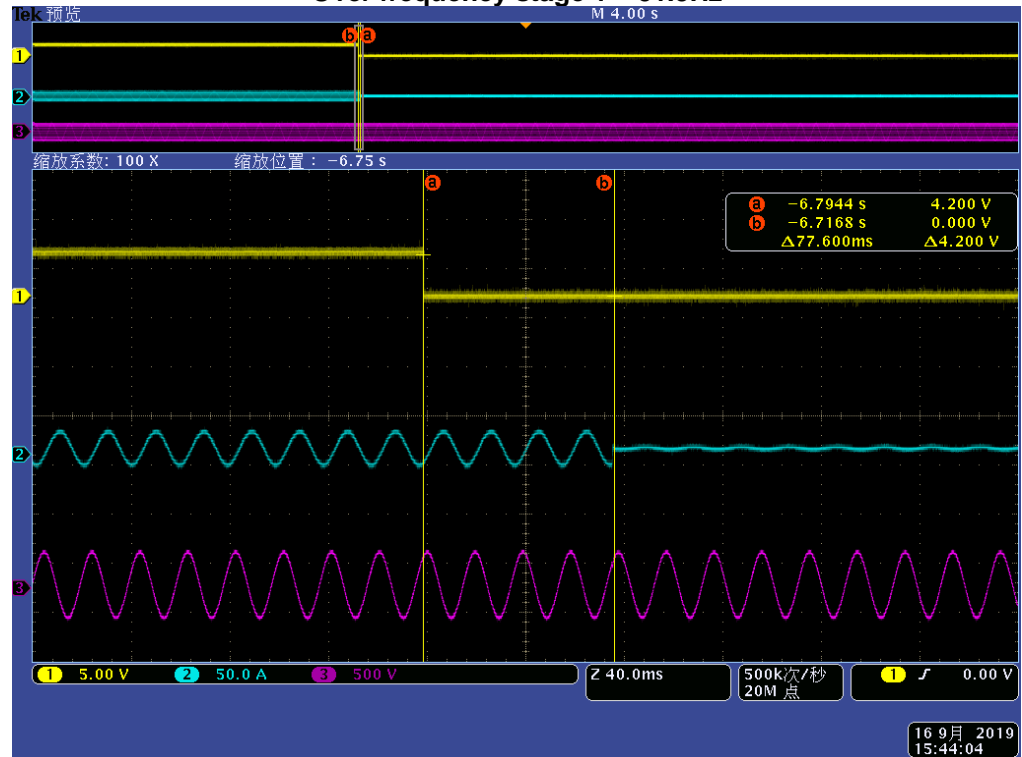 Tek 预览 M 4.00 s
b a
1
2
3
缩放系数: 100 X 缩放位置: -6.75 s
a b
a -6.7944 s 4.200 V
b -6.7168 s 0.000 V
Δ77.600ms Δ4.200 V
1
2
3
1 5.00 V 2 50.0 A 3 500 V Z 40.0ms 500k次/秒 1 0.00 V
20M 点
16 9月 2019
15:44:04